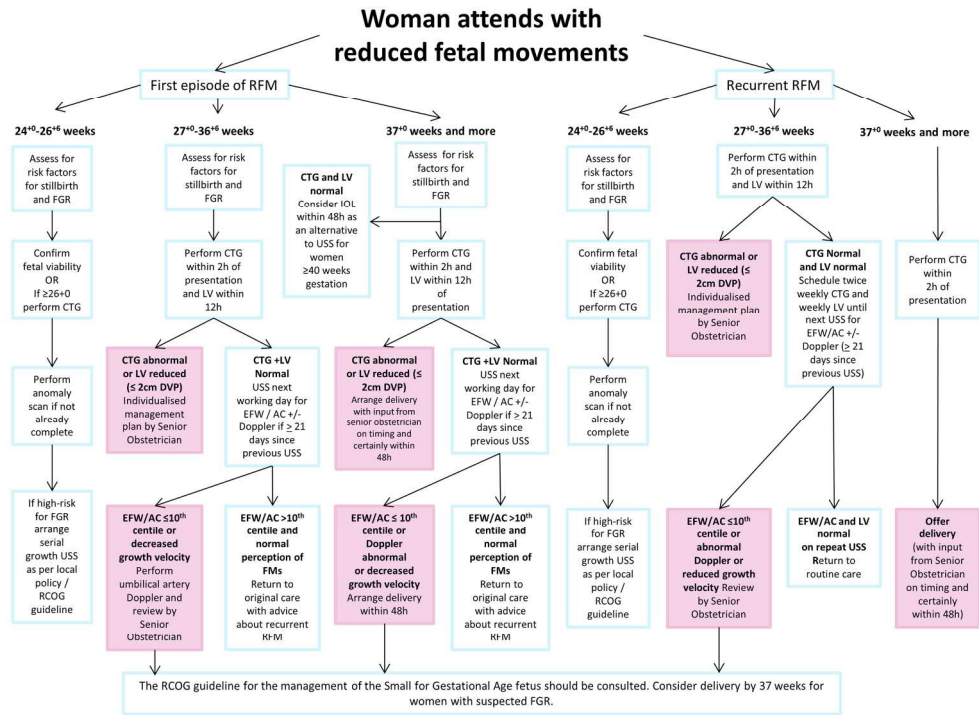 Woman attends with
reduced fetal movements
First episode of RFM
24+0-26+6 weeks
Assess for
risk factors
for stillbirth
and FGR
Confirm
fetal viability
OR
If ≥26+0
perform CTG
Perform
anomaly
scan if not
already
complete
If high-risk
for FGR
arrange
serial
growth USS
as per local
policy /
RCOG
guideline
27+0-36+6 weeks
Assess for risk
factors for
stillbirth and
FGR
Perform CTG
within 2h of
presentation
and LV within
12h
CTG abnormal
or LV reduced
(≤ 2cm DVP)
Individualised
management
plan by Senior
Obstetrician
CTG +LV
Normal
USS next
working day for
EFW / AC +/-
Doppler if ≥ 21
days since
previous USS
EFW/AC ≤10th
centile or
decreased
growth velocity
Perform
umbilical artery
Doppler and
review by
Senior
Obstetrician
EFW/AC >10th
centile and
normal
perception of
FMs
Return to
original care
with advice
about recurrent
RFM
37+0 weeks and more
Assess for risk
factors for
stillbirth and
FGR
CTG and LV
normal
Consider IOL
within 48h as
an alternative
to USS for
women
≥40 weeks
gestation
Perform CTG
within 2h and
LV within 12h
of
presentation
CTG abnormal
or LV reduced (≤
2cm DVP)
Arrange delivery
with input from
senior obstetrician
on timing and
certainly within
48h
CTG +LV Normal
USS next
working day for
EFW / AC +/-
Doppler if ≥ 21
days since
previous USS
EFW/AC ≤ 10th
centile or
Doppler
abnormal
or decreased
growth velocity
Arrange delivery
within 48h
EFW/AC >10th
centile and
normal
perception of
FMs
Return to
original care
with advice
about recurrent
RFM
Recurrent RFM
24+0-26+6 weeks
Assess for
risk factors
for stillbirth
and FGR
Confirm fetal
viability
OR
If ≥26+0
perform CTG
Perform
anomaly
scan if not
already
complete
If high-risk
for FGR
arrange serial
growth USS
as per local
policy /
RCOG
guideline
27+0-36+6 weeks
Perform CTG within
2h of presentation
and LV within 12h
CTG abnormal or
LV reduced (≤
2cm DVP)
Individualised
management plan
by Senior
Obstetrician
CTG Normal
and LV normal
Schedule twice
weekly CTG and
weekly LV until
next USS for
EFW/AC +/-
Doppler (≥ 21
days since
previous USS)
EFW/AC ≤10th
centile or
abnormal
Doppler or
reduced growth
velocity Review
by Senior
Obstetrician
EFW/AC and LV
normal
on repeat USS
Return to
routine care
37+0 weeks and more
Perform CTG
within
2h of
presentation
Offer
delivery
(with input
from Senior
Obstetrician
on timing and
certainly
within 48h)
The RCOG guideline for the management of the Small for Gestational Age fetus should be consulted. Consider delivery by 37 weeks for
women with suspected FGR.